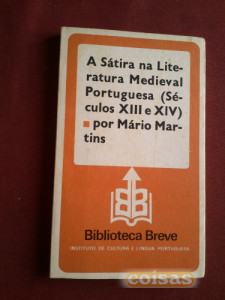 A Sátira na Lite-
ratura Medieval
Portuguesa (Sé-
culos XIII e XIV)
por Mário Mar-
tins
Biblioteca Breve
INSTITUTO DE CULTURA E LÍNGUA PORTUGUESA
coisas